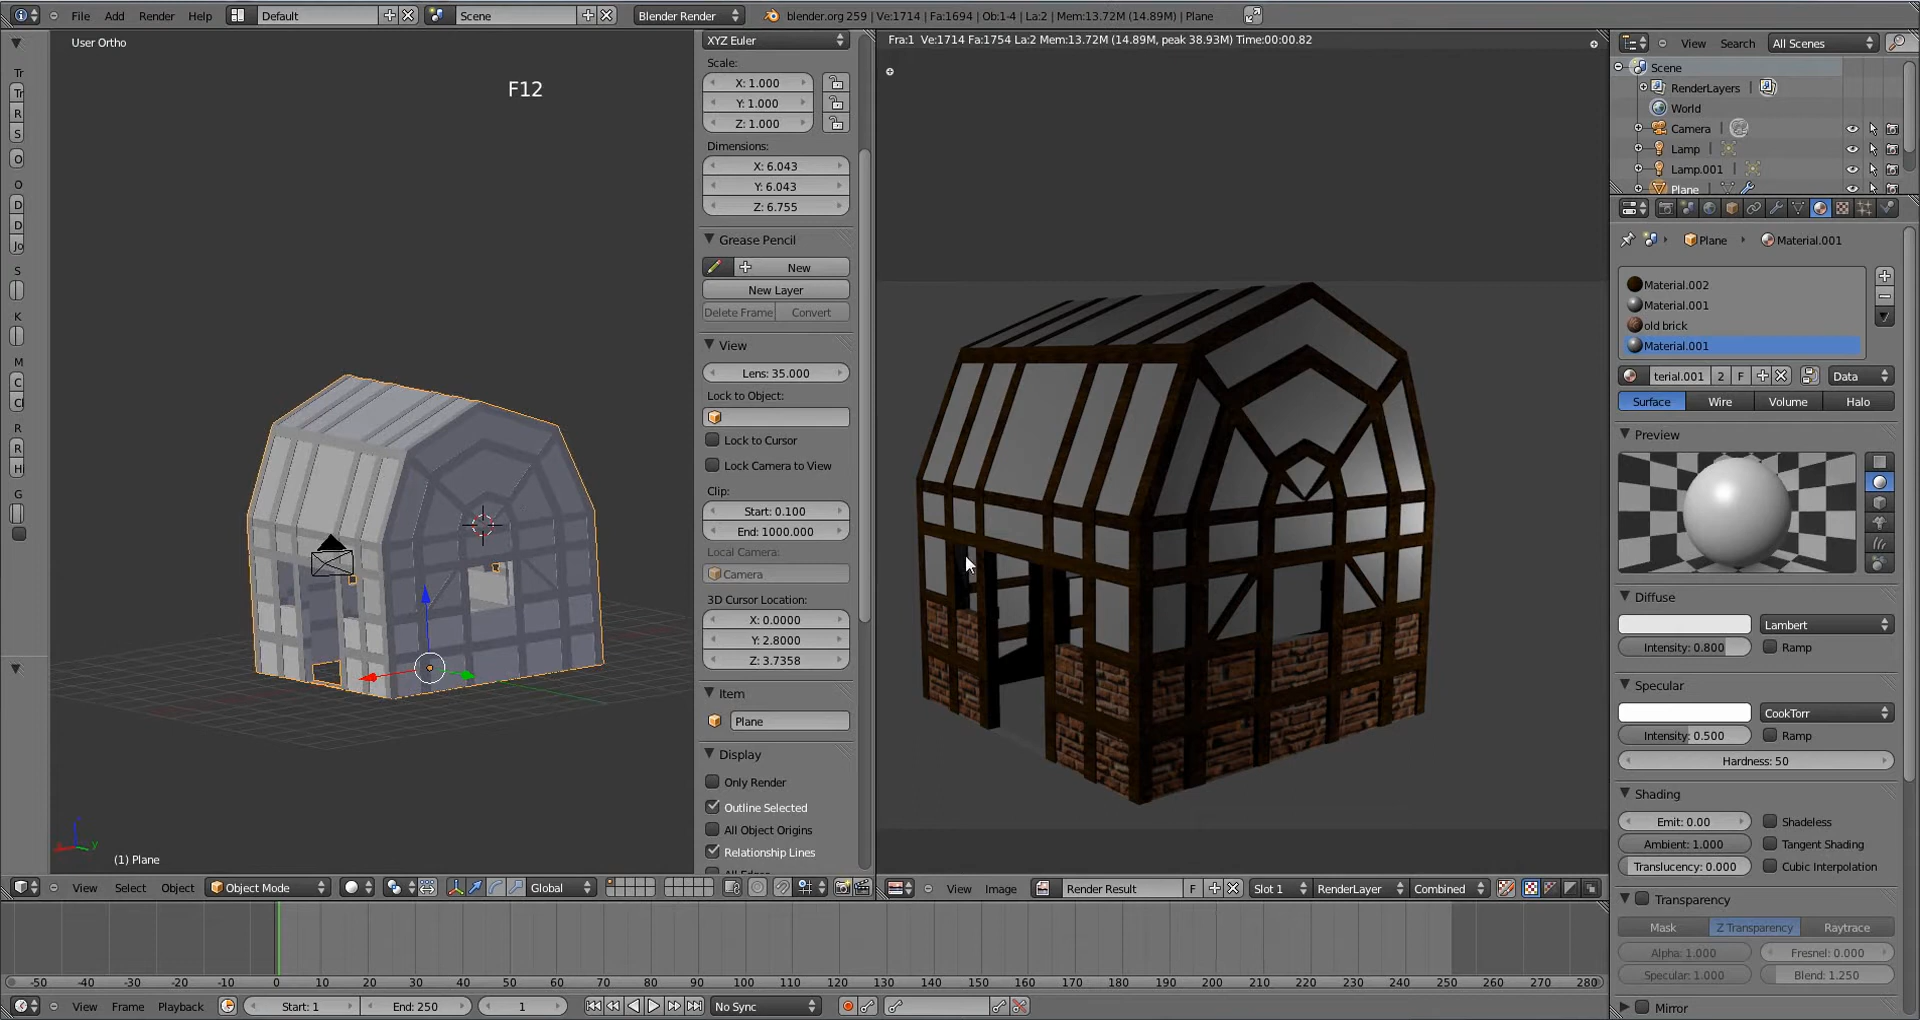 File Add Render Help Default Scene Blender Render blender.org 259 | Ve:1714 | Fa:1694 | Ob:1-4 | La:2 | Mem:13.72M (14.89M) | Plane
User Ortho
F12
Tr
Tr
R
S
O
O
D
D
Jo
S
K
M
C
Cl
R
R
Hi
G
XYZ Euler
Scale:
X: 1.000
Y: 1.000
Z: 1.000
Dimensions:
X: 6.043
Y: 6.043
Z: 6.755
Grease Pencil
New
New Layer
Delete Frame Convert
View
Lens: 35.000
Lock to Object:
Lock to Cursor
Lock Camera to View
Clip:
Start: 0.100
End: 1000.000
Local Camera:
Camera
3D Cursor Location:
X: 0.0000
Y: 2.8000
Z: 3.7358
Item
Plane
Display
Only Render
Outline Selected
All Object Origins
Relationship Lines
(1) Plane
View Select Object Object Mode Global
Fra:1 Ve:1714 Fa:1754 La:2 Mem:13.72M (14.89M, peak 38.93M) Time:00:00.82
View Image Render Result F Slot 1 RenderLayer Combined
View Search All Scenes
Scene
RenderLayers
World
Camera
Lamp
Lamp.001
Plane
Plane Material.001
Material.002
Material.001
old brick
Material.001
terial.001 2 F Data
Surface Wire Volume Halo
Preview
Diffuse
Lambert
Intensity: 0.800 Ramp
Specular
CookTorr
Intensity: 0.500 Ramp
Hardness: 50
Shading
Emit: 0.00 Shadeless
Ambient: 1.000 Tangent Shading
Translucency: 0.000 Cubic Interpolation
Transparency
Mask Z Transparency Raytrace
Alpha: 1.000 Fresnel: 0.000
Specular: 1.000 Blend: 1.250
Mirror
-50 -40 -30 -20 -10 0 10 20 30 40 50 60 70 80 90 100 110 120 130 140 150 160 170 180 190 200 210 220 230 240 250 260 270 280
View Frame Playback Start: 1 End: 250 1 No Sync